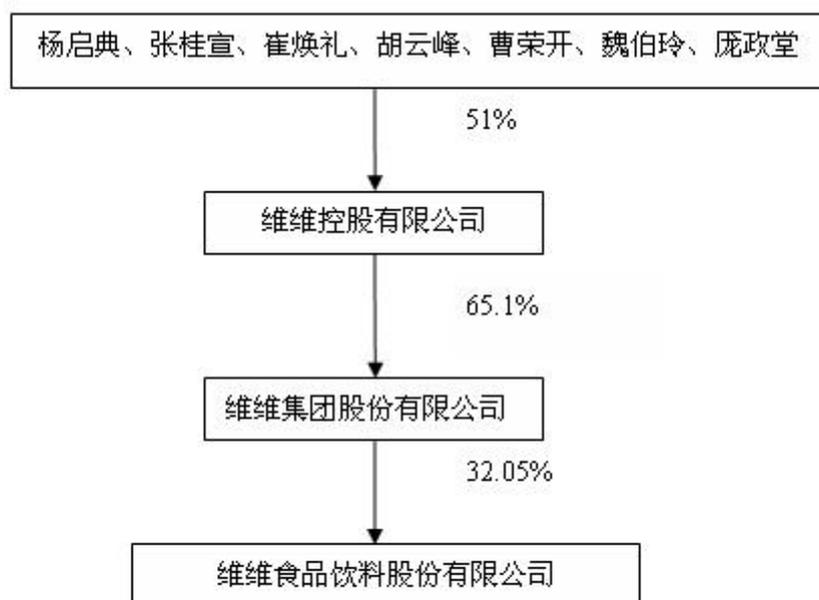 杨启典、张桂宣、崔焕礼、胡云峰、曹荣开、魏伯玲、庞政堂
51%
维维控股有限公司
65.1%
维维集团股份有限公司
32.05%
维维食品饮料股份有限公司